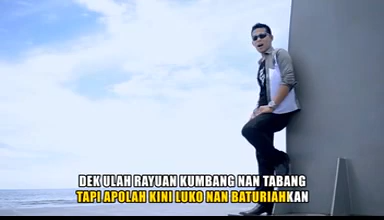 DEK ULAH RAYUAN KUMBANG NAN TABANG
TAPI APOLAH KINI LUKO NAN BATURIAHKAN